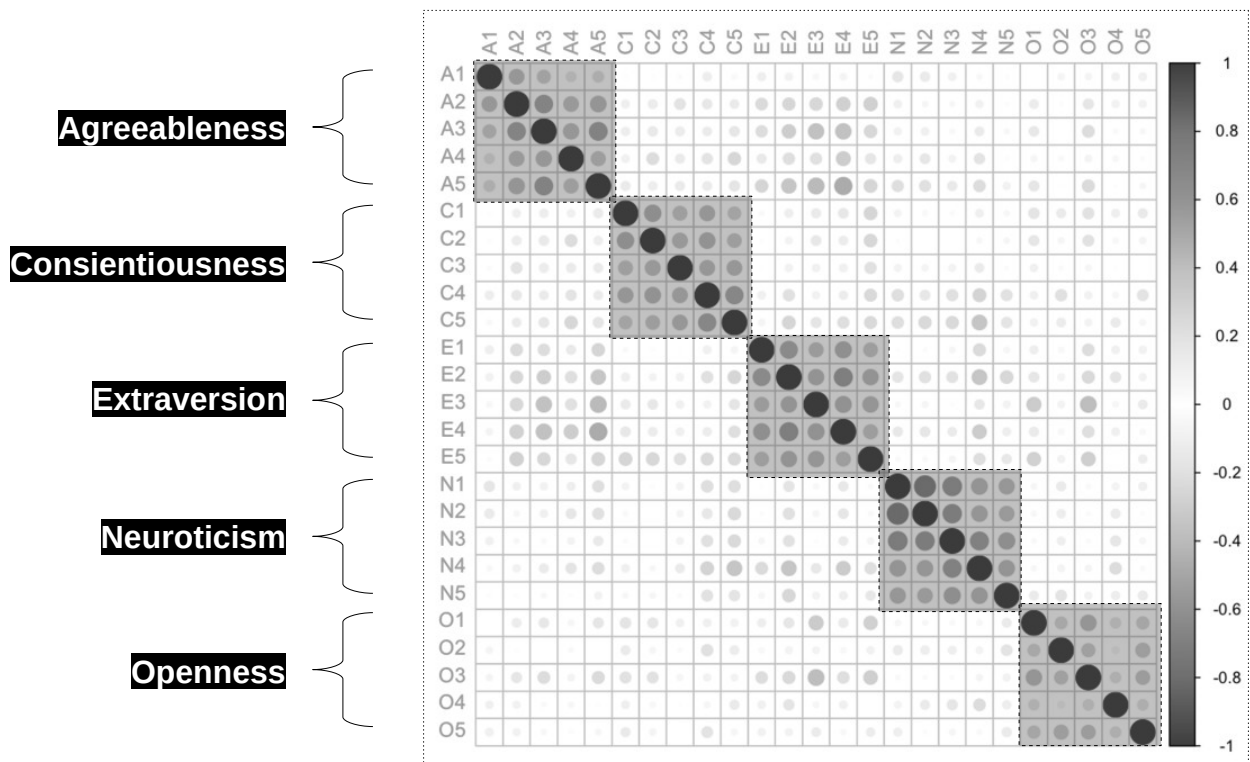 A1 A2 A3 A4 A5 C1 C2 C3 C4 C5 E1 E2 E3 E4 E5 N1 N2 N3 N4 N5 O1 O2 O3 O4 O5
A1
A2
A3
A4
A5
C1
C2
C3
C4
C5
E1
E2
E3
E4
E5
N1
N2
N3
N4
N5
O1
O2
O3
O4
O5
Agreeableness
Consientiousness
Extraversion
Neuroticism
Openness
1
0.8
0.6
0.4
0.2
0
-0.2
-0.4
-0.6
-0.8
-1